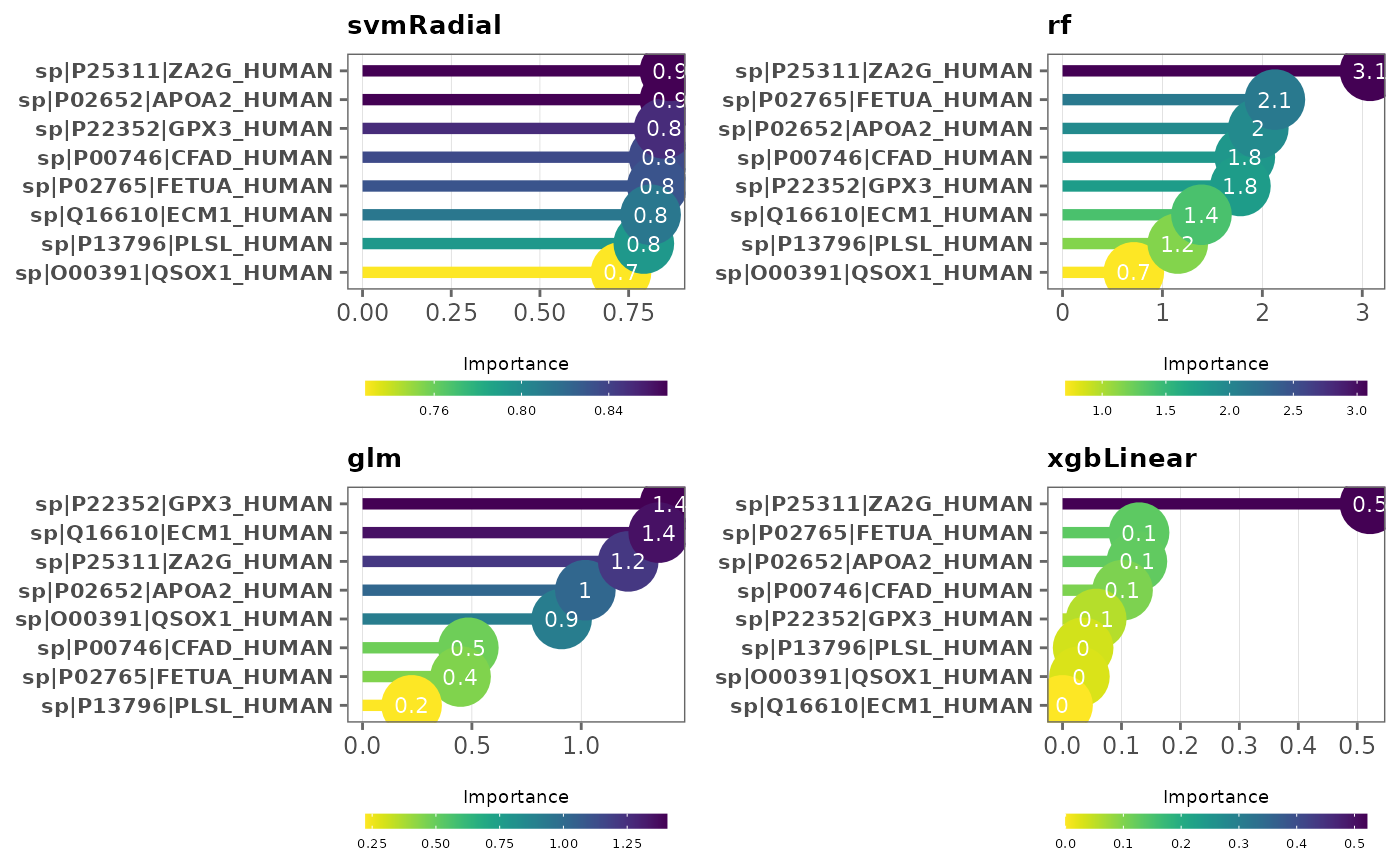 svmRadial
sp|P25311|ZA2G_HUMAN 0.9
sp|P02652|APOA2_HUMAN 0.9
sp|P22352|GPX3_HUMAN 0.8
sp|P00746|CFAD_HUMAN 0.8
sp|P02765|FETUA_HUMAN 0.8
sp|Q16610|ECM1_HUMAN 0.8
sp|P13796|PLSL_HUMAN 0.8
sp|O00391|QSOX1_HUMAN 0.7
0.00 0.25 0.50 0.75
Importance
0.76 0.80 0.84
rf
sp|P25311|ZA2G_HUMAN 3.1
sp|P02765|FETUA_HUMAN 2.1
sp|P02652|APOA2_HUMAN 2
sp|P00746|CFAD_HUMAN 1.8
sp|P22352|GPX3_HUMAN 1.8
sp|Q16610|ECM1_HUMAN 1.4
sp|P13796|PLSL_HUMAN 1.2
sp|O00391|QSOX1_HUMAN 0.7
0 1 2 3
Importance
1.0 1.5 2.0 2.5 3.0
glm
sp|P22352|GPX3_HUMAN 1.4
sp|Q16610|ECM1_HUMAN 1.4
sp|P25311|ZA2G_HUMAN 1.2
sp|P02652|APOA2_HUMAN 1
sp|O00391|QSOX1_HUMAN 0.9
sp|P00746|CFAD_HUMAN 0.5
sp|P02765|FETUA_HUMAN 0.4
sp|P13796|PLSL_HUMAN 0.2
0.0 0.5 1.0
Importance
0.25 0.50 0.75 1.00 1.25
xgbLinear
sp|P25311|ZA2G_HUMAN 0.5
sp|P02765|FETUA_HUMAN 0.1
sp|P02652|APOA2_HUMAN 0.1
sp|P00746|CFAD_HUMAN 0.1
sp|P22352|GPX3_HUMAN 0.1
sp|P13796|PLSL_HUMAN 0
sp|O00391|QSOX1_HUMAN 0
sp|Q16610|ECM1_HUMAN 0
0.0 0.1 0.2 0.3 0.4 0.5
Importance
0.0 0.1 0.2 0.3 0.4 0.5